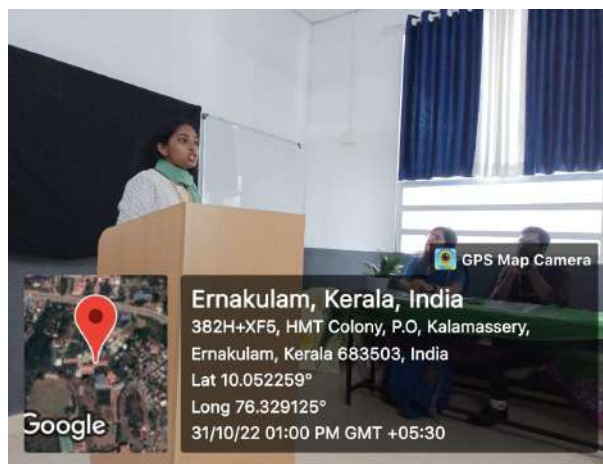 GPS Map Camera
Ernakulam, Kerala, India
382H+XF5, HMT Colony, P.O, Kalamassery,
Ernakulam, Kerala 683503, India
Lat 10.052259°
Long 76.329125°
31/10/22 01:00 PM GMT +05:30
Google